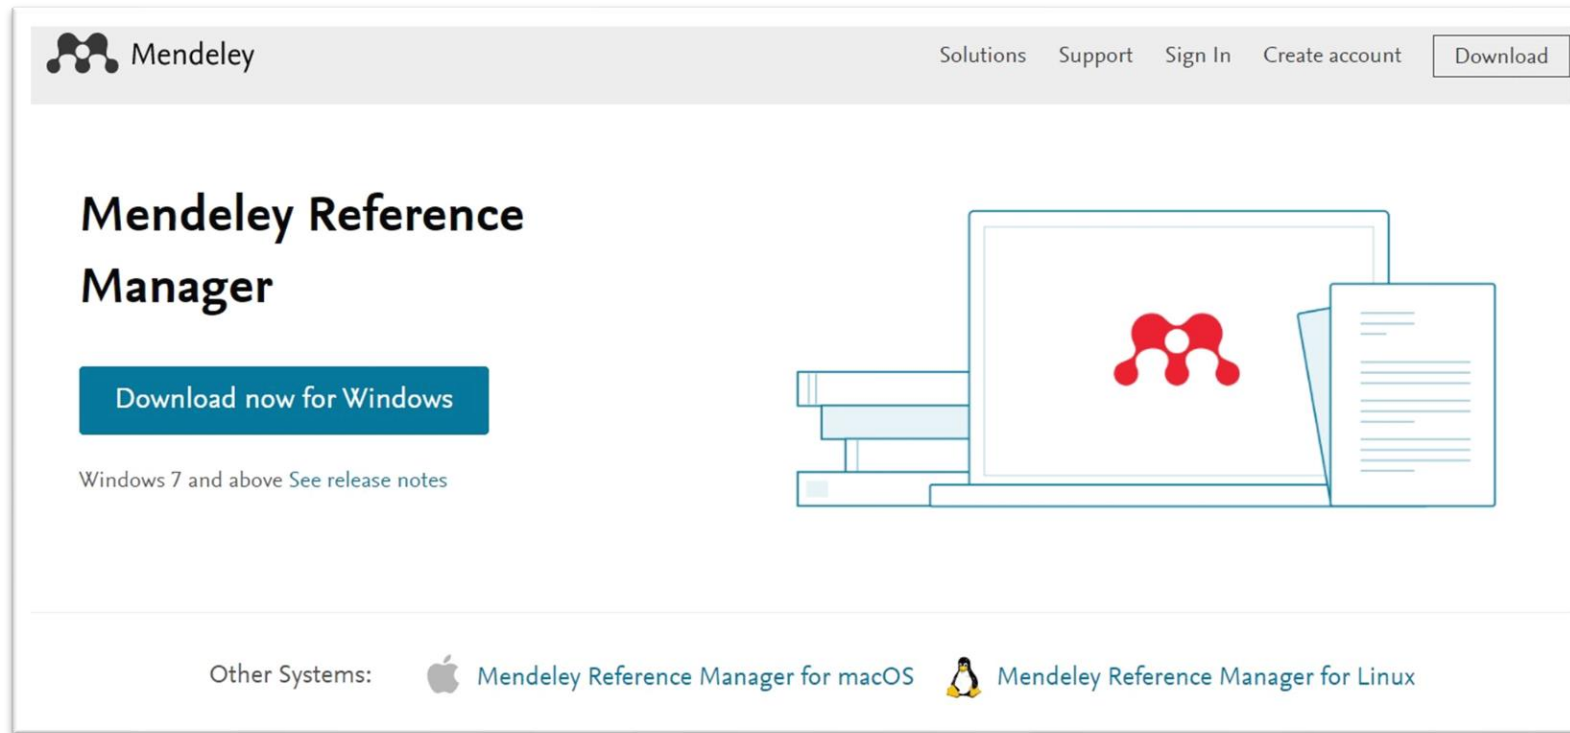 Mendeley
Solutions Support Sign In Create account Download
Mendeley Reference
Manager
Download now for Windows
Windows 7 and above See release notes
Other Systems: Mendeley Reference Manager for macOS Mendeley Reference Manager for Linux